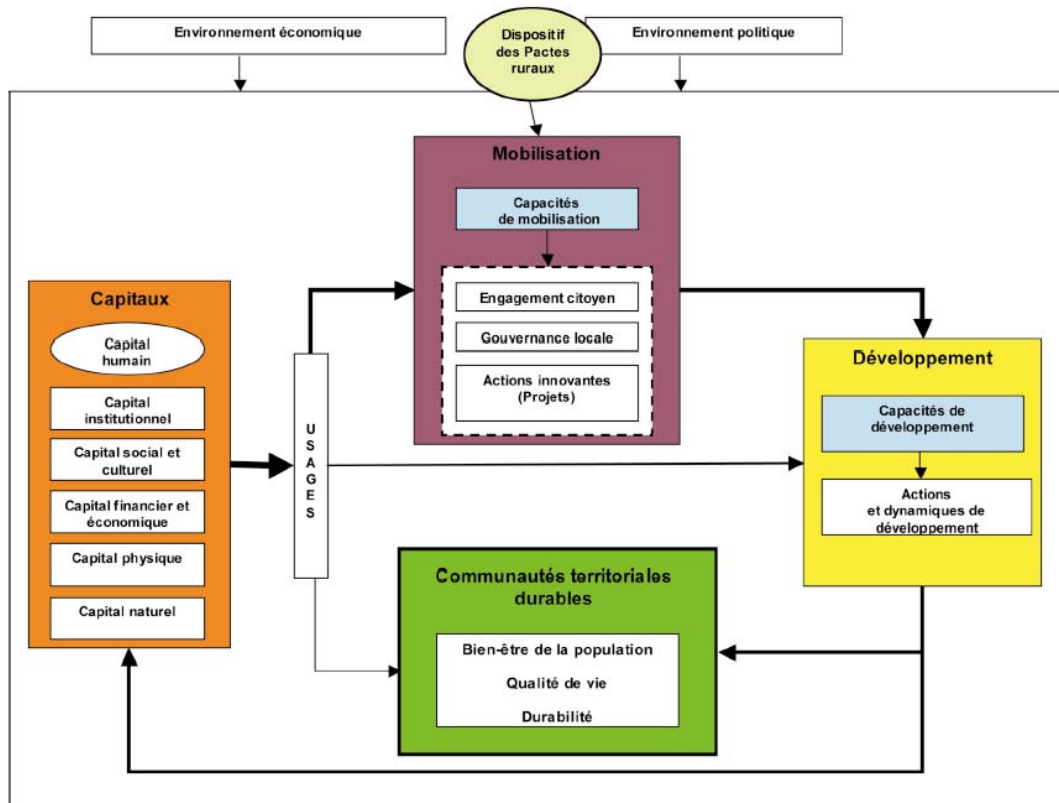 Environnement économique
Dispositif
des Pactes
ruraux
Environnement politique
Mobilisation
Capacités
de mobilisation
Engagement citoyen
Gouvernance locale
Actions innovantes
(Projets)
Capitaux
Capital
humain
Capital
institutionnel
Capital social et
culturel
Capital financier et
économique
Capital physique
Capital naturel
USAGES
Développement
Capacités de
développement
Actions
et dynamiques de
développement
Communautés territoriales
durables
Bien-être de la population
Qualité de vie
Durabilité